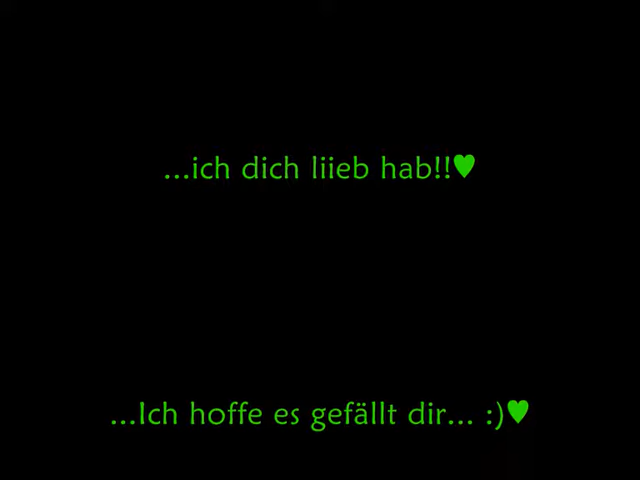 ...ich dich liieb hab!!♥
...Ich hoffe es gefällt dir... :)♥